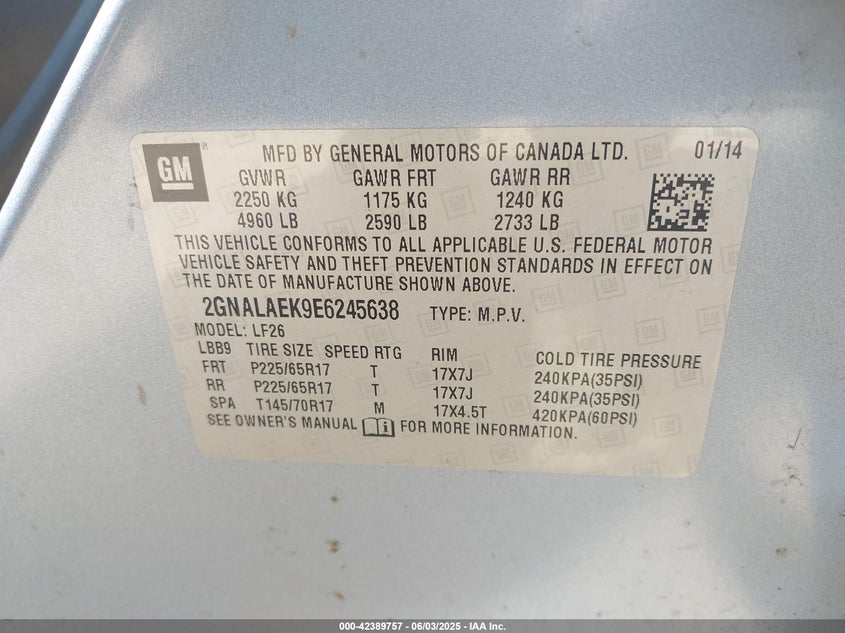 GM ® MFD BY GENERAL MOTORS OF CANADA LTD. 01/14
GVWR GAWR FRT GAWR RR
2250 KG 1175 KG 1240 KG
4960 LB 2590 LB 2733 LB
THIS VEHICLE CONFORMS TO ALL APPLICABLE U.S. FEDERAL MOTOR
VEHICLE SAFETY AND THEFT PREVENTION STANDARDS IN EFFECT ON
THE DATE OF MANUFACTURE SHOWN ABOVE.
2GNALAEK9E6245638 TYPE: M.P.V.
MODEL: LF26
LBB9 TIRE SIZE SPEED RTG RIM COLD TIRE PRESSURE
FRT P225/65R17 T 17X7J 240KPA(35PSI)
RR P225/65R17 T 17X7J 240KPA(35PSI)
SPA T145/70R17 M 17X4.5T 420KPA(60PSI)
SEE OWNER'S MANUAL i FOR MORE INFORMATION.
000-42389757 - 06/03/2025 - IAA Inc.